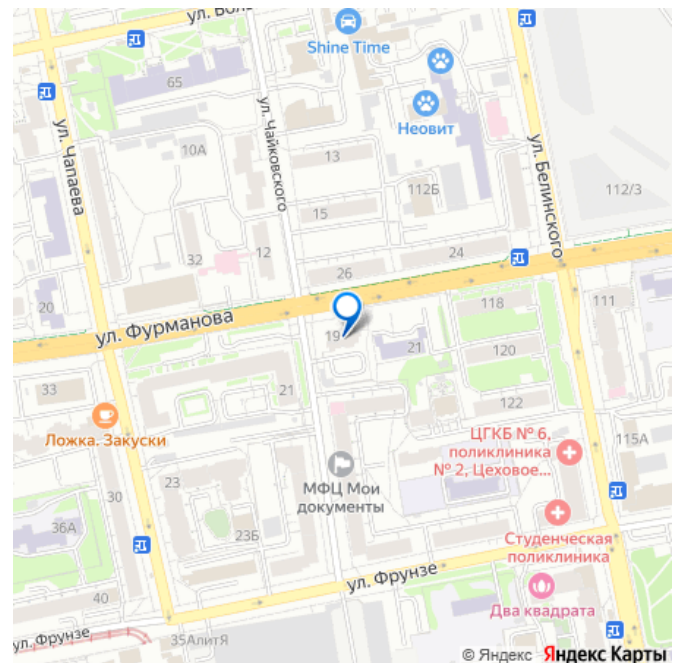 ул. Бол
Shine Time
65
ул. Чапаева
ул. Чайковского
Неовит
10А
13
ул. Белинского
112Б
112/3
15
32
12
24
26
20
118
111
ул. Фурманова
19
21
120
33
21
122
Ложка. Закуски
ЦГКБ № 6,
поликлиника
№ 2, Цеховое...
115А
МФЦ Мои
документы
23
30
36А
23Б
Студенческая
поликлиника
ул. Фрунзе
40
Два квадрата
ул. Фрунзе
35АлитЯ
© Яндекс Яндекс Карты